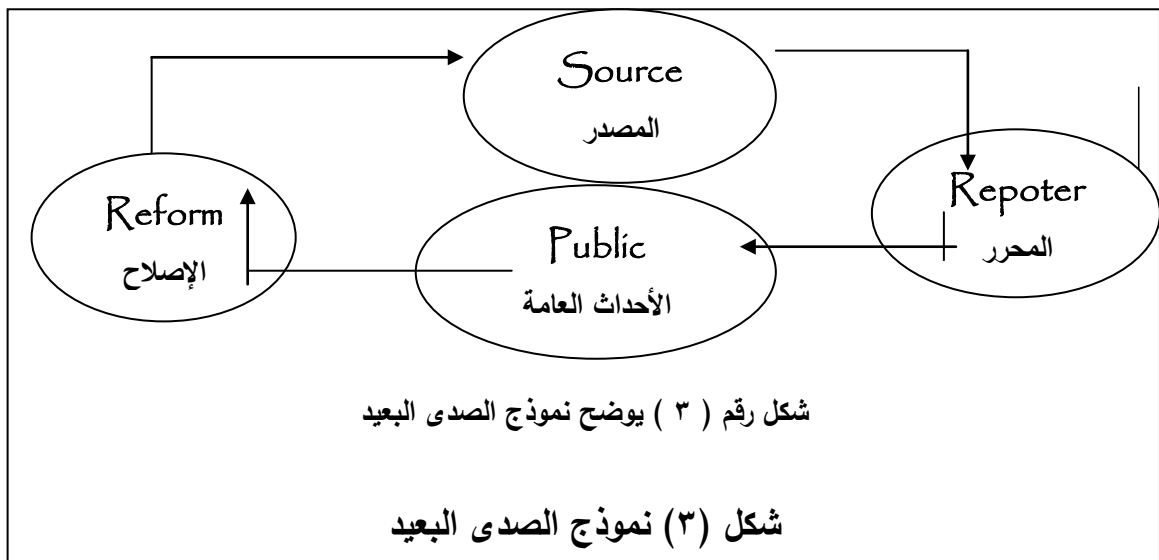 Source
المصدر
Repoter
المحرر
Reform
الإصلاح
Public
الأحداث العامة
شكل رقم ( ٣ ) يوضح نموذج الصدى البعيد
شكل (٣) نموذج الصدى البعيد